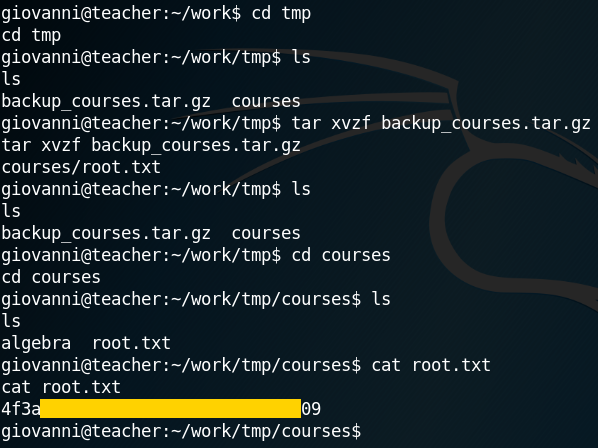 giovanni@teacher:~/work$ cd tmp
cd tmp
giovanni@teacher:~/work/tmp$ ls
ls
backup_courses.tar.gz  courses
giovanni@teacher:~/work/tmp$ tar xvzf backup_courses.tar.gz
tar xvzf backup_courses.tar.gz
courses/root.txt
giovanni@teacher:~/work/tmp$ ls
ls
backup_courses.tar.gz  courses
giovanni@teacher:~/work/tmp$ cd courses
cd courses
giovanni@teacher:~/work/tmp/courses$ ls
ls
algebra  root.txt
giovanni@teacher:~/work/tmp/courses$ cat root.txt
cat root.txt
4f3a 09
giovanni@teacher:~/work/tmp/courses$